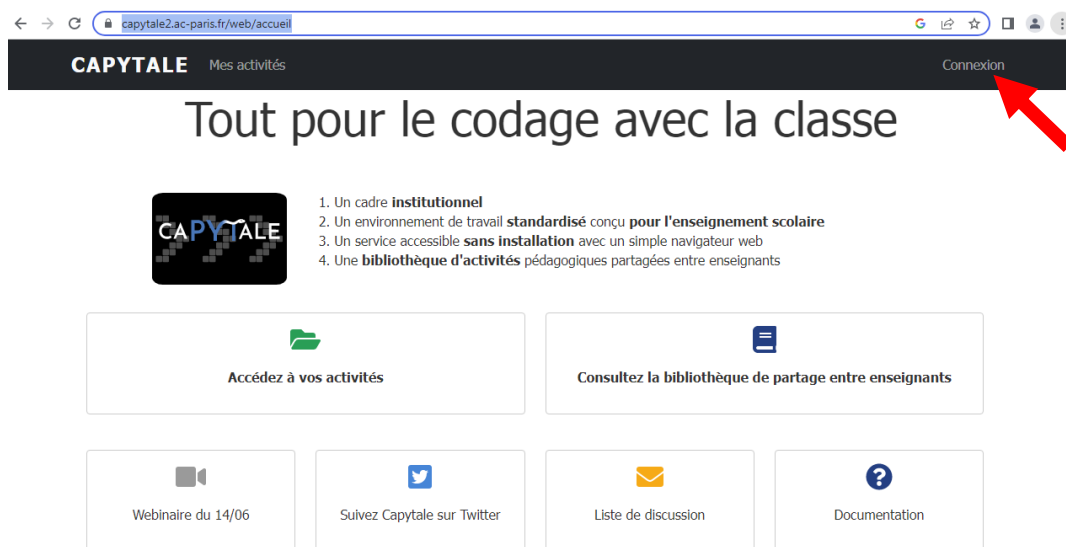 capytale2.ac-paris.fr/web/accueil
CAPYTALE Mes activités Connexion
Tout pour le codage avec la classe
CAPYTALE
1. Un cadre institutionnel
2. Un environnement de travail standardisé conçu pour l'enseignement scolaire
3. Un service accessible sans installation avec un simple navigateur web
4. Une bibliothèque d'activités pédagogiques partagées entre enseignants
Accédez à vos activités
Consultez la bibliothèque de partage entre enseignants
Webinaire du 14/06
Suivez Capytale sur Twitter
Liste de discussion
Documentation